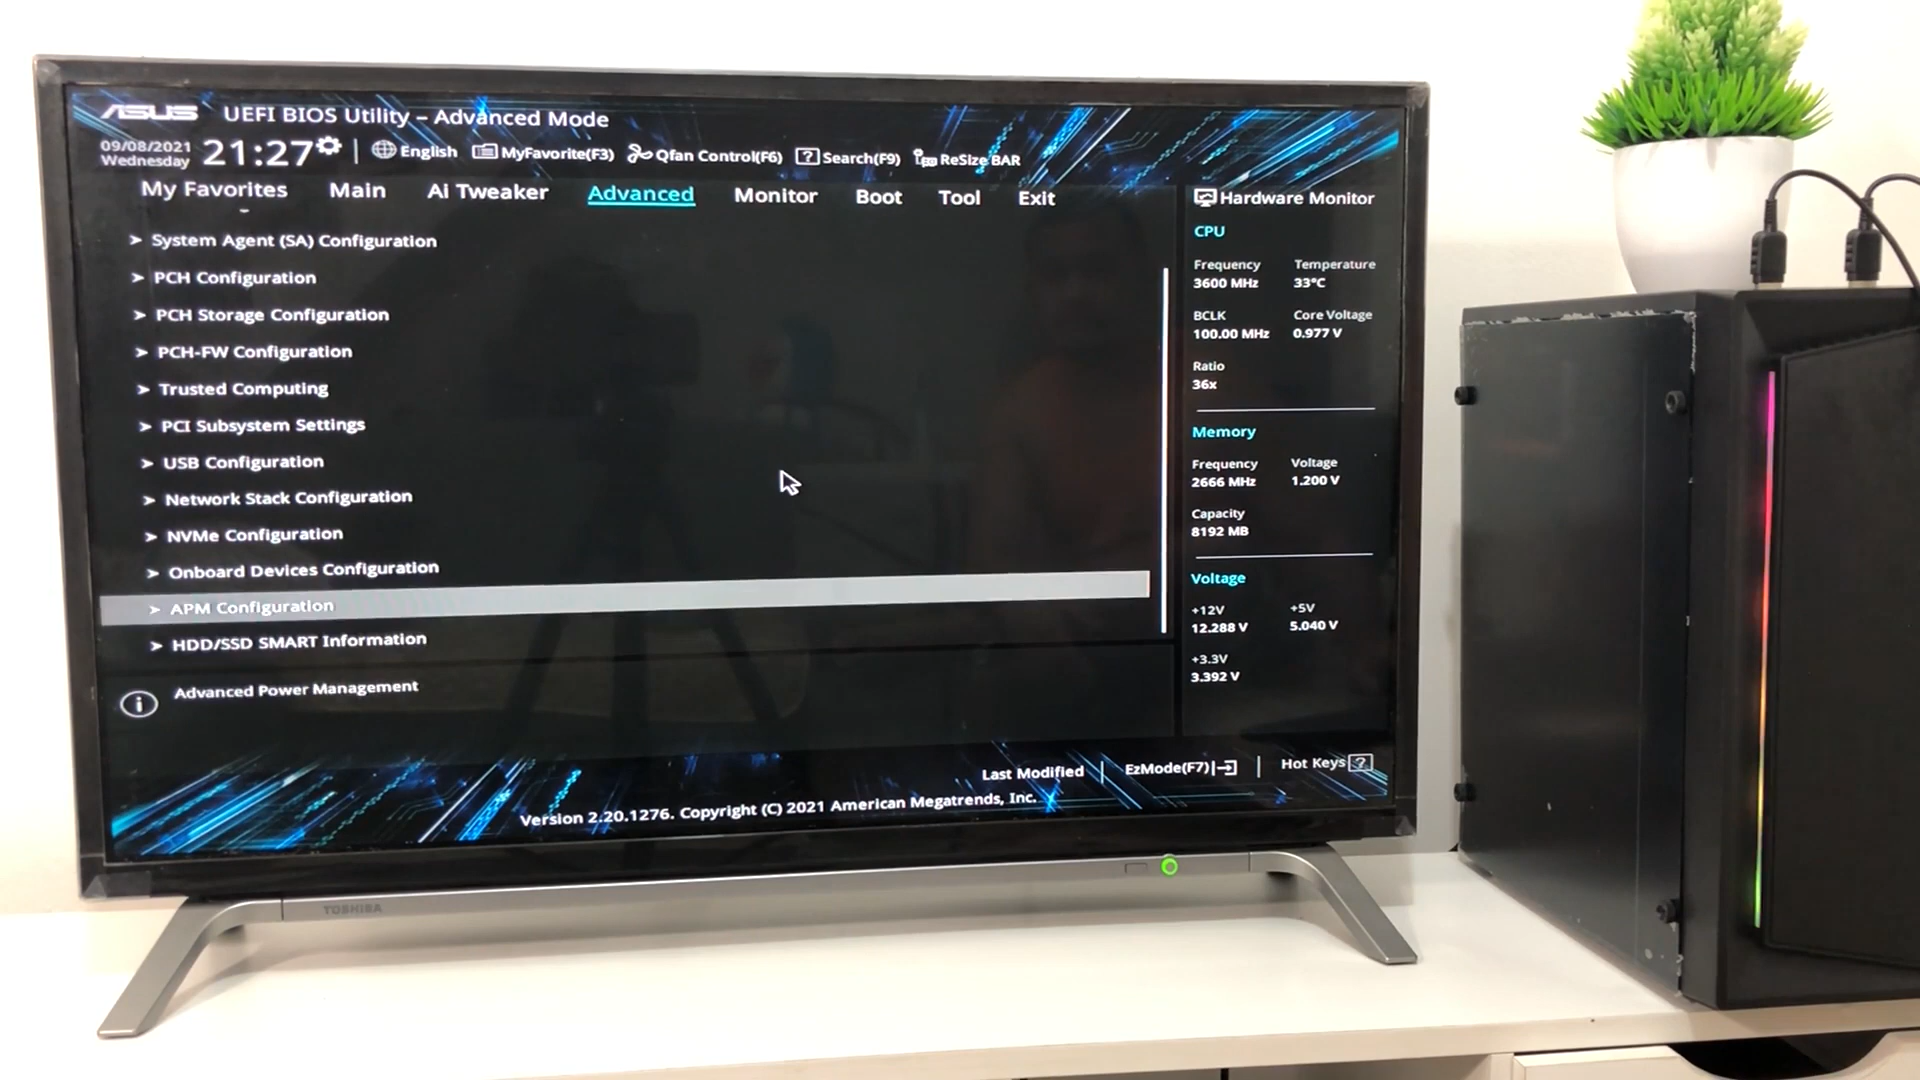 ASUS UEFI BIOS Utility – Advanced Mode
09/08/2021 Wednesday 21:27 English MyFavorite(F3) Qfan Control(F6) ? Search(F9) ReSize BAR
My Favorites Main Ai Tweaker Advanced Monitor Boot Tool Exit
> System Agent (SA) Configuration
> PCH Configuration
> PCH Storage Configuration
> PCH-FW Configuration
> Trusted Computing
> PCI Subsystem Settings
> USB Configuration
> Network Stack Configuration
> NVMe Configuration
> Onboard Devices Configuration
> APM Configuration
> HDD/SSD SMART Information
i Advanced Power Management
Hardware Monitor
CPU
Frequency Temperature
3600 MHz 33°C
BCLK Core Voltage
100.00 MHz 0.977 V
Ratio
36x
Memory
Frequency Voltage
2666 MHz 1.200 V
Capacity
8192 MB
Voltage
+12V +5V
12.288 V 5.040 V
+3.3V
3.392 V
Last Modified | EzMode(F7) | Hot Keys ?
Version 2.20.1276. Copyright (C) 2021 American Megatrends, Inc.
TOSHIBA